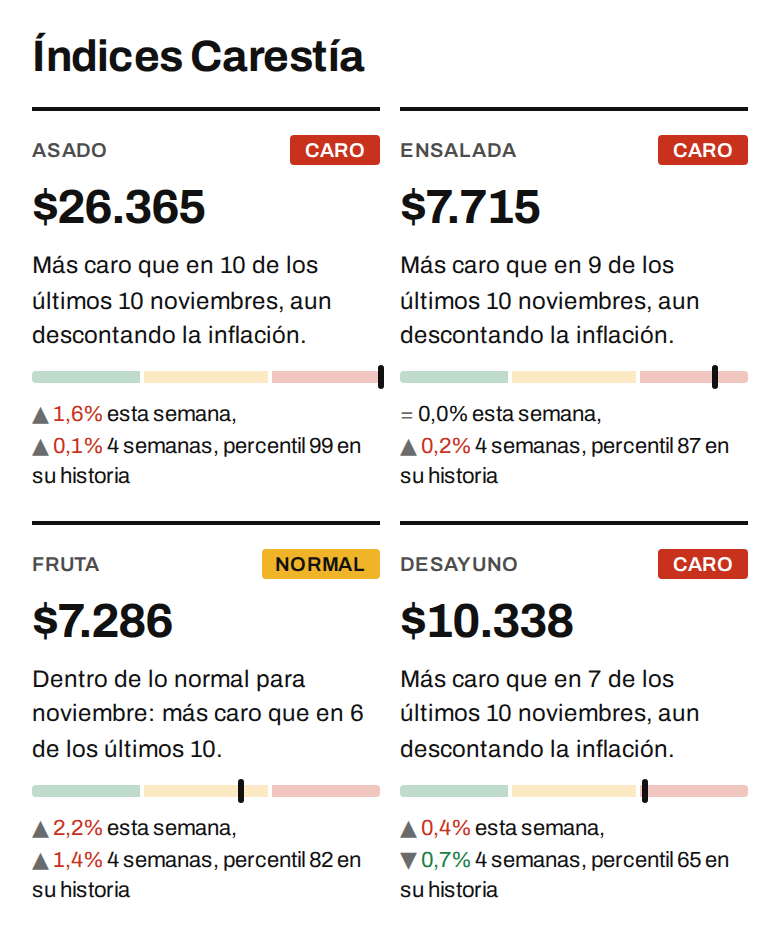 Índices Carestía
ASADO
CARO
$26.365
Más caro que en 10 de los
últimos 10 noviembres, aun
descontando la inflación.
▲ 1,6% esta semana,
▲ 0,1% 4 semanas, percentil 99 en
su historia
ENSALADA
CARO
$7.715
Más caro que en 9 de los
últimos 10 noviembres, aun
descontando la inflación.
= 0,0% esta semana,
▲ 0,2% 4 semanas, percentil 87 en
su historia
FRUTA
NORMAL
$7.286
Dentro de lo normal para
noviembre: más caro que en 6
de los últimos 10.
▲ 2,2% esta semana,
▲ 1,4% 4 semanas, percentil 82 en
su historia
DESAYUNO
CARO
$10.338
Más caro que en 7 de los
últimos 10 noviembres, aun
descontando la inflación.
▲ 0,4% esta semana,
▼ 0,7% 4 semanas, percentil 65 en
su historia